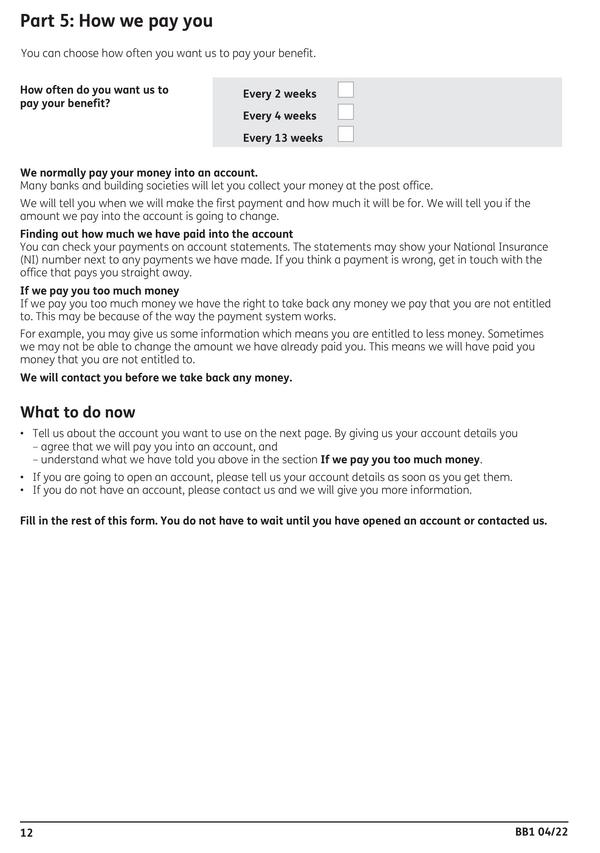 Part 5: How we pay you
You can choose how often you want us to pay your benefit.
How often do you want us to
pay your benefit?
Every 2 weeks
Every 4 weeks
Every 13 weeks
We normally pay your money into an account.
Many banks and building societies will let you collect your money at the post office.
We will tell you when we will make the first payment and how much it will be for. We will tell you if the
amount we pay into the account is going to change.
Finding out how much we have paid into the account
You can check your payments on account statements. The statements may show your National Insurance
(NI) number next to any payments we have made. If you think a payment is wrong, get in touch with the
office that pays you straight away.
If we pay you too much money
If we pay you too much money we have the right to take back any money we pay that you are not entitled
to. This may be because of the way the payment system works.
For example, you may give us some information which means you are entitled to less money. Sometimes
we may not be able to change the amount we have already paid you. This means we will have paid you
money that you are not entitled to.
We will contact you before we take back any money.
What to do now
• Tell us about the account you want to use on the next page. By giving us your account details you
– agree that we will pay you into an account, and
– understand what we have told you above in the section If we pay you too much money.
• If you are going to open an account, please tell us your account details as soon as you get them.
• If you do not have an account, please contact us and we will give you more information.
Fill in the rest of this form. You do not have to wait until you have opened an account or contacted us.
12
BB1 04/22